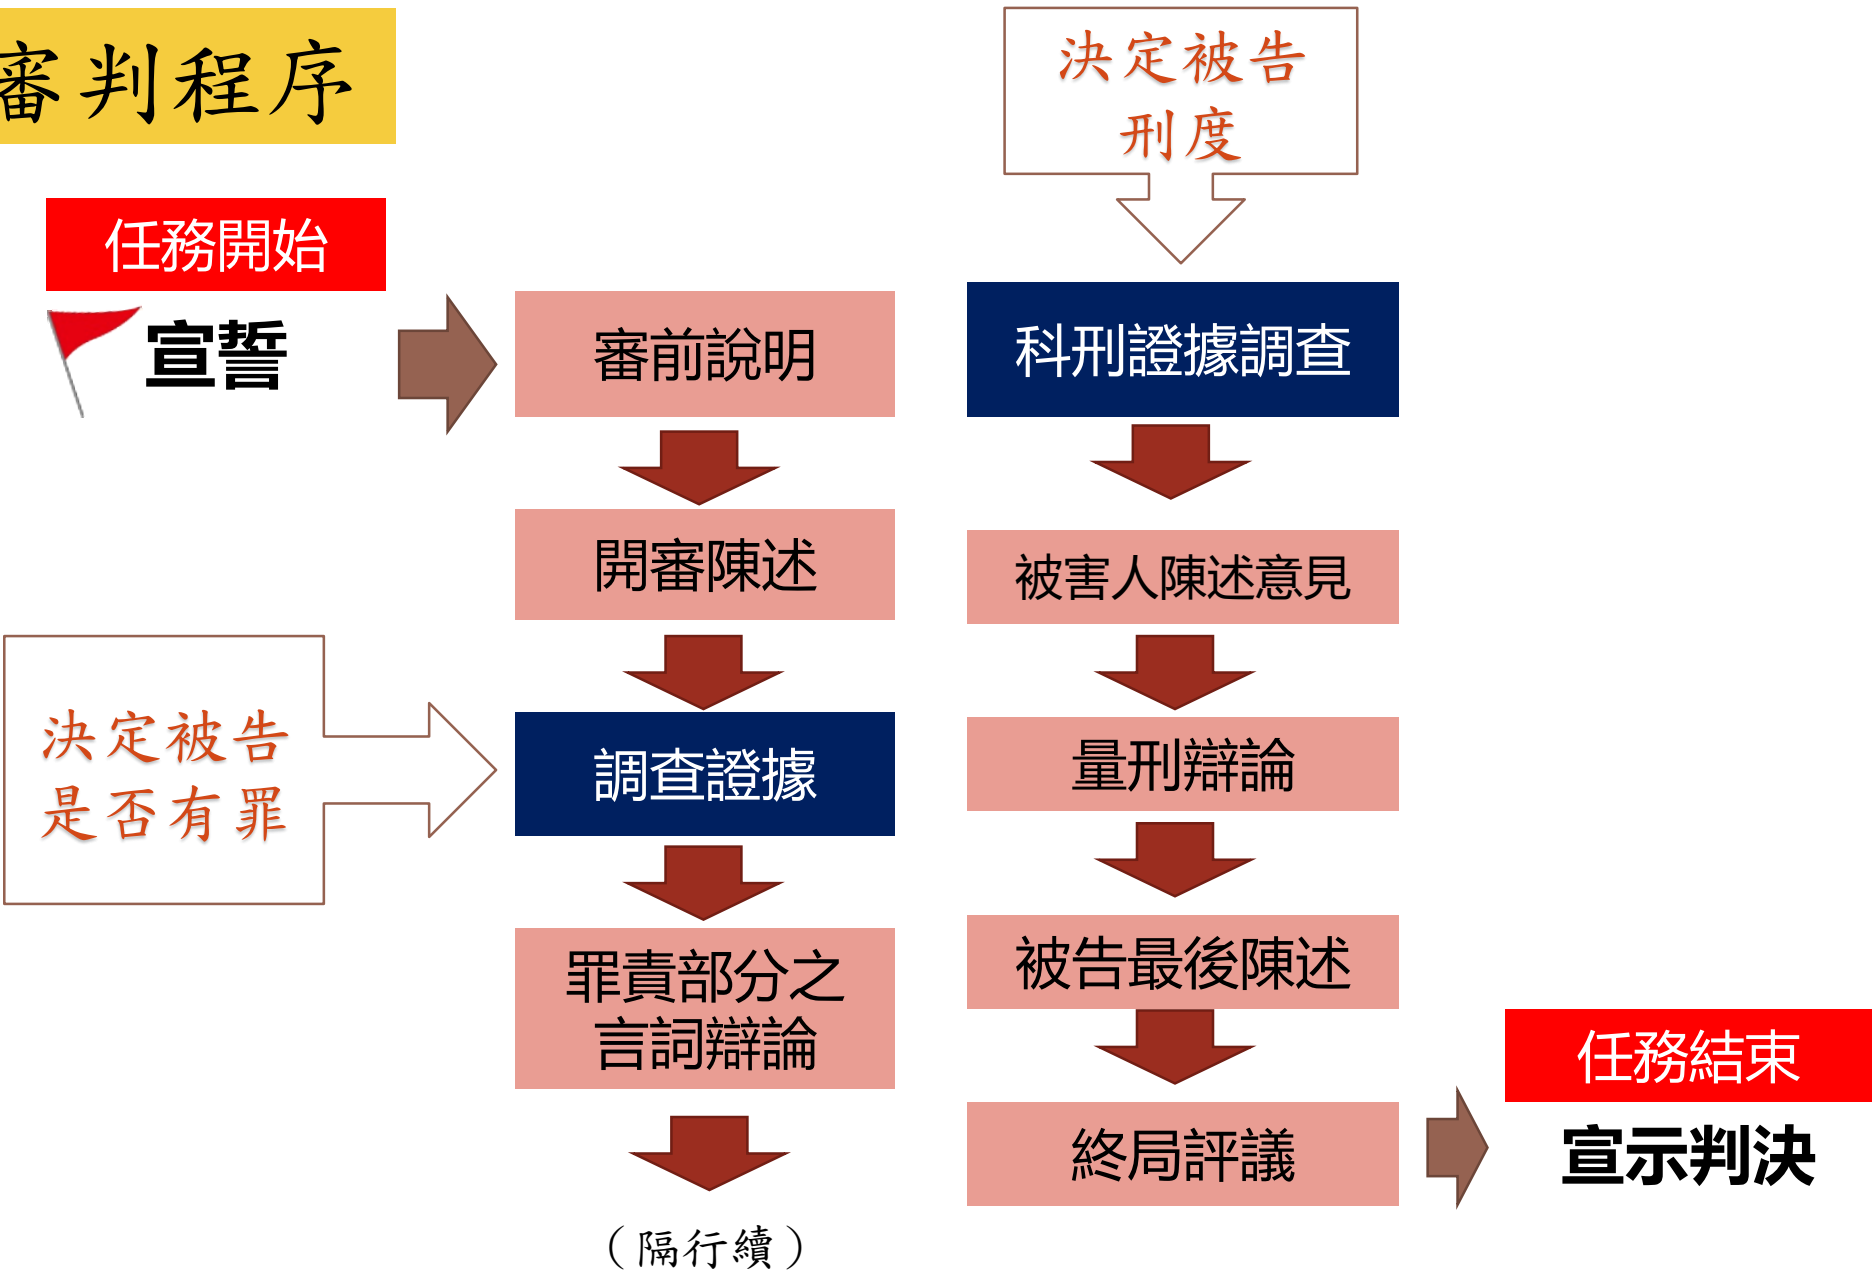 審判程序
任務開始
宣誓
審前說明
開審陳述
決定被告
是否有罪
調查證據
罪責部分之
言詞辯論
（隔行續）
決定被告
刑度
科刑證據調查
被害人陳述意見
量刑辯論
被告最後陳述
終局評議
任務結束
宣示判決